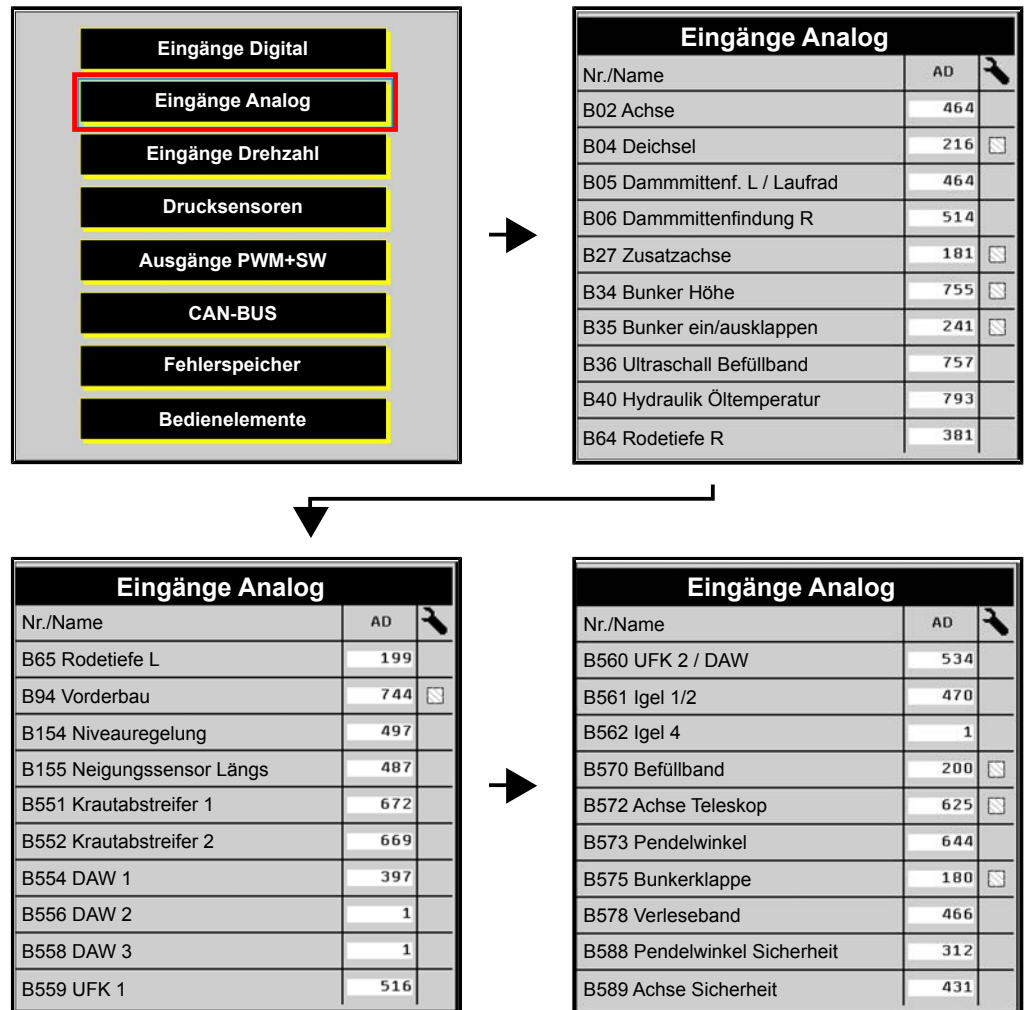 Eingänge Digital
Eingänge Analog
Eingänge Drehzahl
Drucksensoren
Ausgänge PWM+SW
CAN-BUS
Fehlerspeicher
Bedienelemente
Eingänge Analog
Nr./Name AD
B02 Achse 464
B04 Deichsel 216
B05 Dammmittenf. L / Laufrad 464
B06 Dammmittenfindung R 514
B27 Zusatzachse 181
B34 Bunker Höhe 755
B35 Bunker ein/ausklappen 241
B36 Ultraschall Befüllband 757
B40 Hydraulik Öltemperatur 793
B64 Rodetiefe R 381
Eingänge Analog
Nr./Name AD
B65 Rodetiefe L 199
B94 Vorderbau 744
B154 Niveauregelung 497
B155 Neigungssensor Längs 487
B551 Krautabstreifer 1 672
B552 Krautabstreifer 2 669
B554 DAW 1 397
B556 DAW 2 1
B558 DAW 3 1
B559 UFK 1 516
Eingänge Analog
Nr./Name AD
B560 UFK 2 / DAW 534
B561 Igel 1/2 470
B562 Igel 4 1
B570 Befüllband 200
B572 Achse Teleskop 625
B573 Pendelwinkel 644
B575 Bunkerklappe 180
B578 Verleseband 466
B588 Pendelwinkel Sicherheit 312
B589 Achse Sicherheit 431